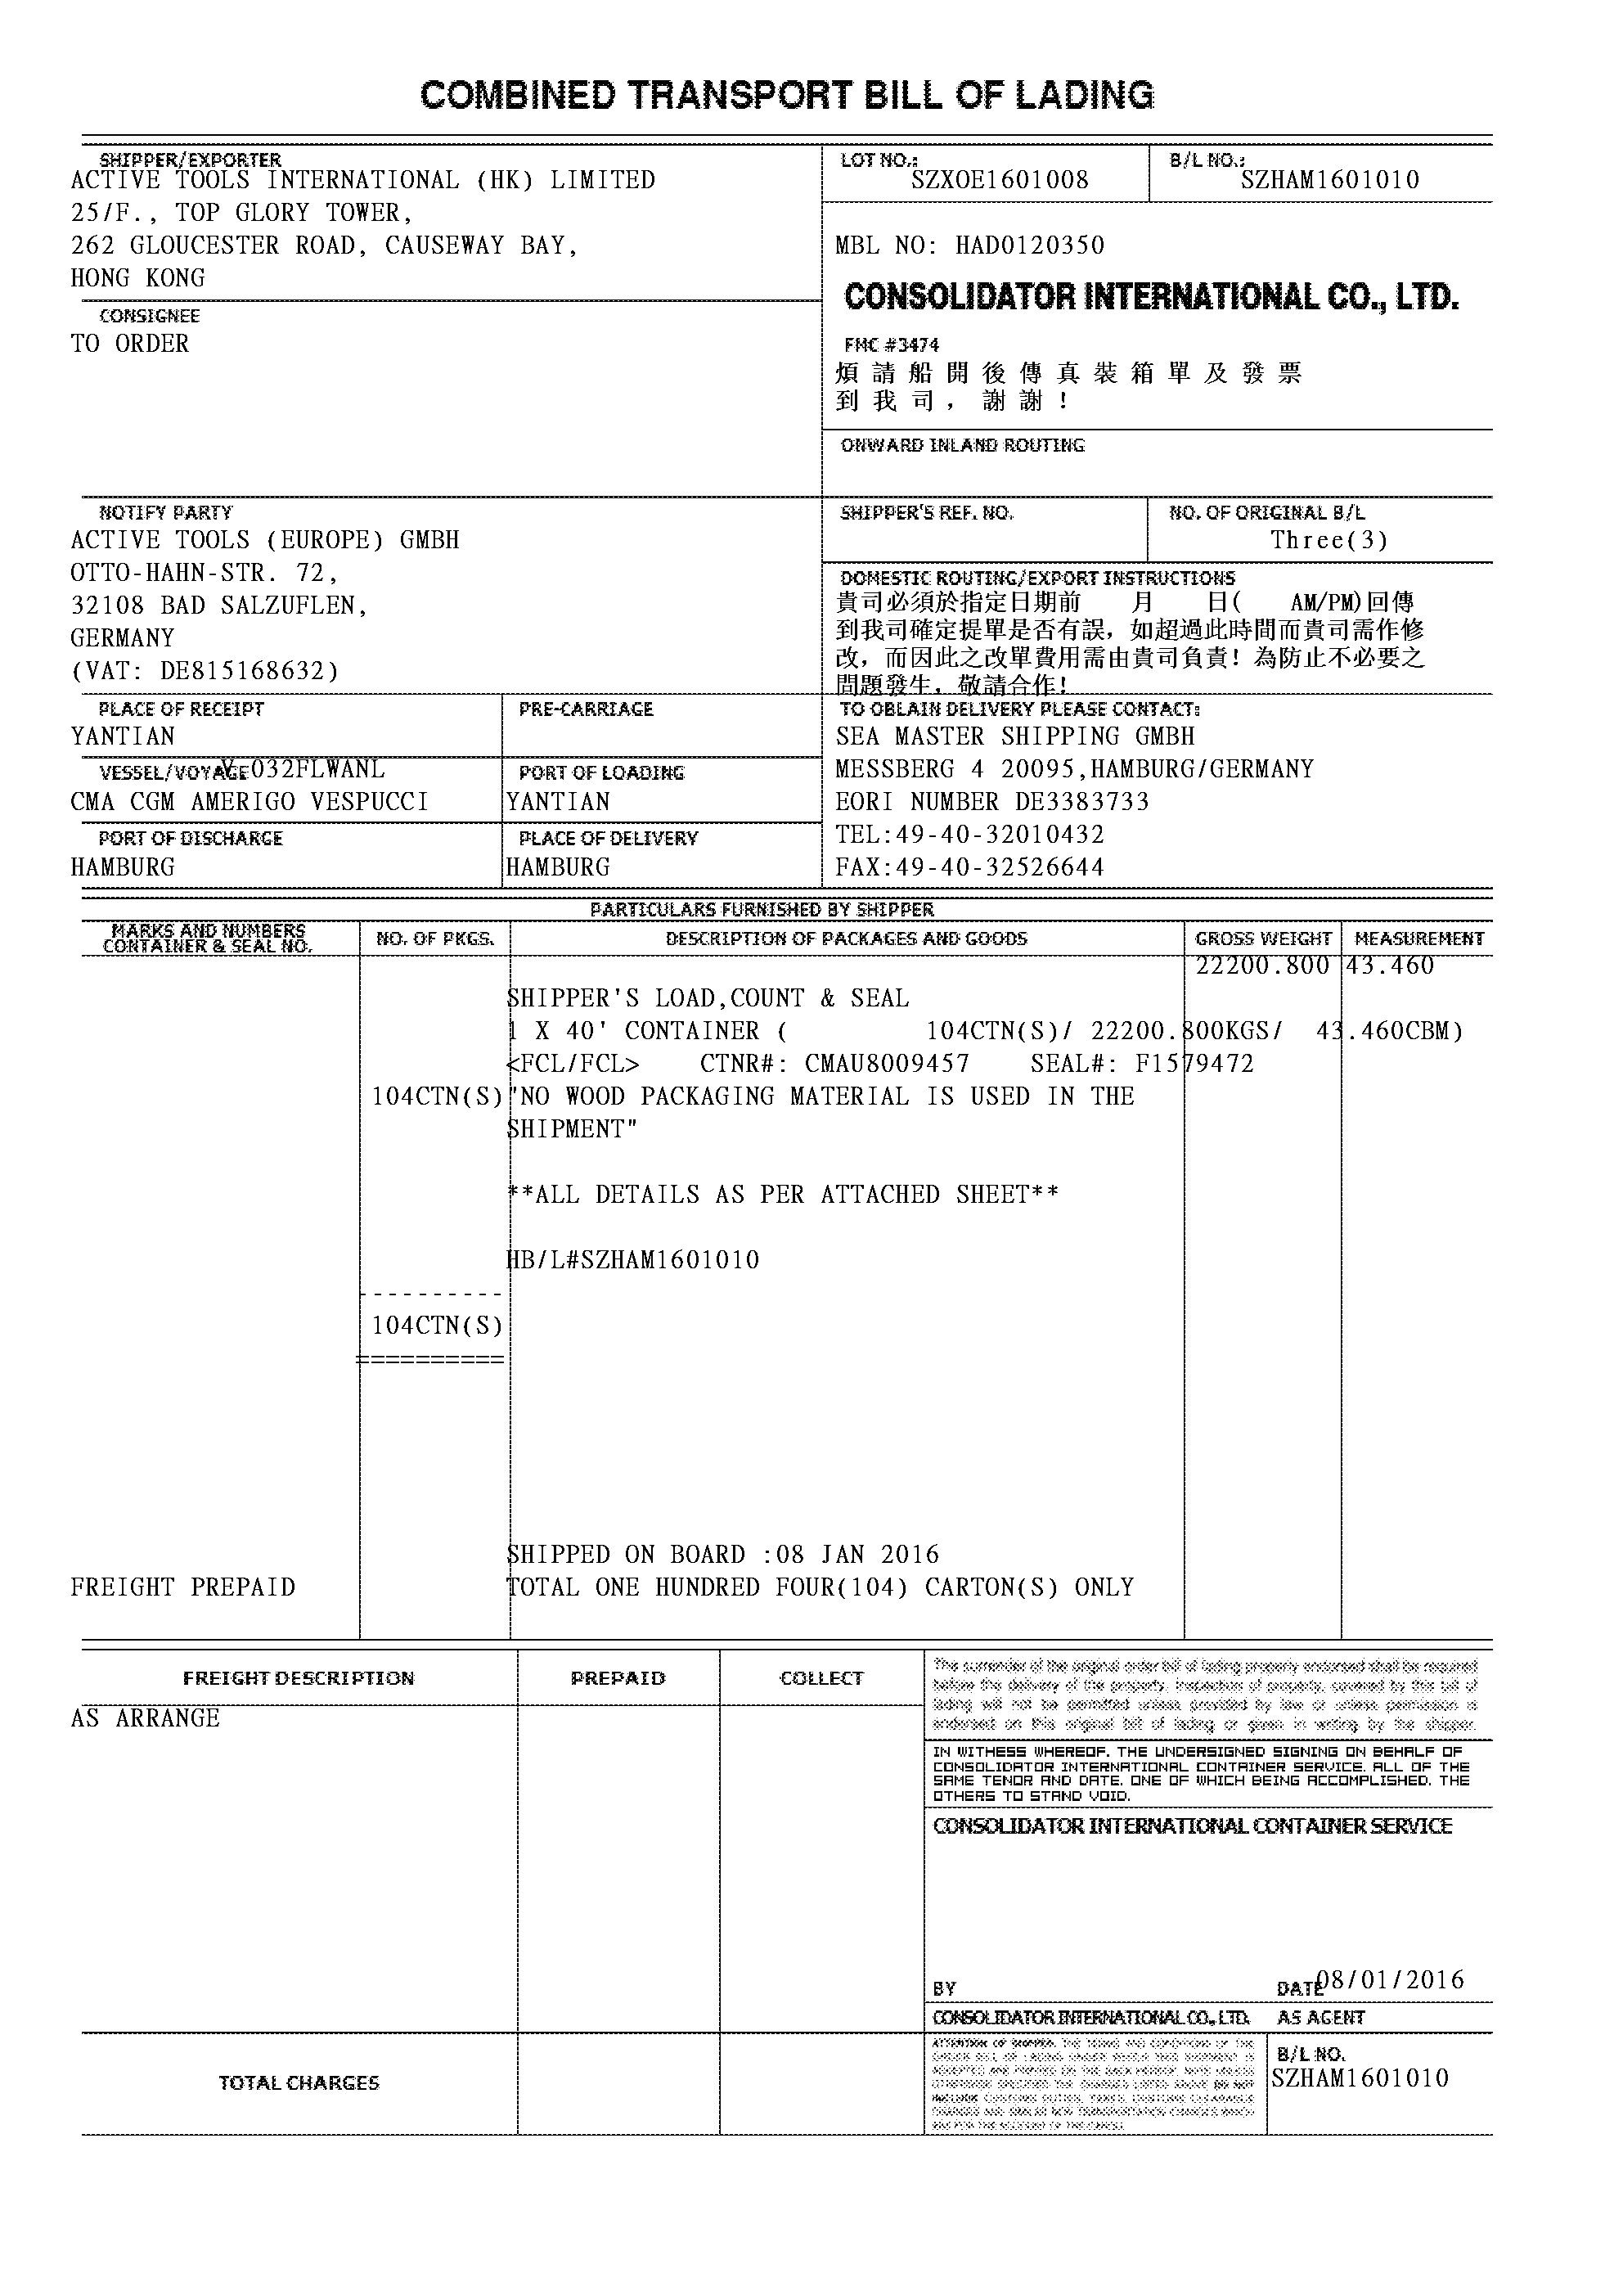 COMBINED TRANSPORT BILL OF LADING
SHIPPER/EXPORTER
ACTIVE TOOLS INTERNATIONAL (HK) LIMITED
25/F., TOP GLORY TOWER,
262 GLOUCESTER ROAD, CAUSEWAY BAY,
HONG KONG
LOT NO.:
SZXOE1601008
B/L NO.:
SZHAM1601010
MBL NO: HAD0120350
CONSOLIDATOR INTERNATIONAL CO., LTD.
FMC #3474
煩請船開後傳真裝箱單及發票
到我司，謝謝！
CONSIGNEE
TO ORDER
ONWARD INLAND ROUTING
NOTIFY PARTY
ACTIVE TOOLS (EUROPE) GMBH
OTTO-HAHN-STR. 72,
32108 BAD SALZUFLEN,
GERMANY
(VAT: DE815168632)
SHIPPER'S REF. NO.
NO. OF ORIGINAL B/L
Three(3)
DOMESTIC ROUTING/EXPORT INSTRUCTIONS
貴司必須於指定日期前 月 日( AM/PM)回傳
到我司確定提單是否有誤，如超過此時間而貴司需作修
改，而因此之改單費用需由貴司負責！為防止不必要之
問題發生，敬請合作！
PLACE OF RECEIPT
YANTIAN
PRE-CARRIAGE
VESSEL/VOYAGE V.032FLWANL
CMA CGM AMERIGO VESPUCCI
PORT OF LOADING
YANTIAN
PORT OF DISCHARGE
HAMBURG
PLACE OF DELIVERY
HAMBURG
TO OBLAIN DELIVERY PLEASE CONTACT:
SEA MASTER SHIPPING GMBH
MESSBERG 4 20095,HAMBURG/GERMANY
EORI NUMBER DE3383733
TEL:49-40-32010432
FAX:49-40-32526644
PARTICULARS FURNISHED BY SHIPPER
MARKS AND NUMBERS
CONTAINER & SEAL NO.
NO. OF PKGS.
DESCRIPTION OF PACKAGES AND GOODS
GROSS WEIGHT
MEASUREMENT
22200.800 43.460
SHIPPER'S LOAD,COUNT & SEAL
1 X 40' CONTAINER ( 104CTN(S)/ 22200.800KGS/ 43.460CBM)
<FCL/FCL> CTNR#: CMAU8009457 SEAL#: F1579472
104CTN(S) "NO WOOD PACKAGING MATERIAL IS USED IN THE
SHIPMENT"
**ALL DETAILS AS PER ATTACHED SHEET**
HB/L#SZHAM1601010
----------
104CTN(S)
==========
SHIPPED ON BOARD :08 JAN 2016
FREIGHT PREPAID TOTAL ONE HUNDRED FOUR(104) CARTON(S) ONLY
FREIGHT DESCRIPTION
PREPAID
COLLECT
AS ARRANGE
The surrender of the original order bill of lading properly endorsed shall be required
before the delivery of the property. Inspection of property covered by the bill of
lading will not be permitted unless provided by law or unless permission is
endorsed on this original bill of lading or given in writing by the shipper.
IN WITHESS WHEREOF. THE UNDERSIGNED SIGNING ON BEHALF OF
CONSOLIDATOR INTERNATIONAL CONTAINER SERVICE. ALL OF THE
SAME TENOR AND DATE. ONE OF WHICH BEING ACCOMPLISHED. THE
OTHERS TO STAND VOID.
CONSOLIDATOR INTERNATIONAL CONTAINER SERVICE
BY
DATE 08/01/2016
CONSOLIDATOR INTERNATIONAL CO., LTD. AS AGENT
TOTAL CHARGES
B/L NO.
SZHAM1601010